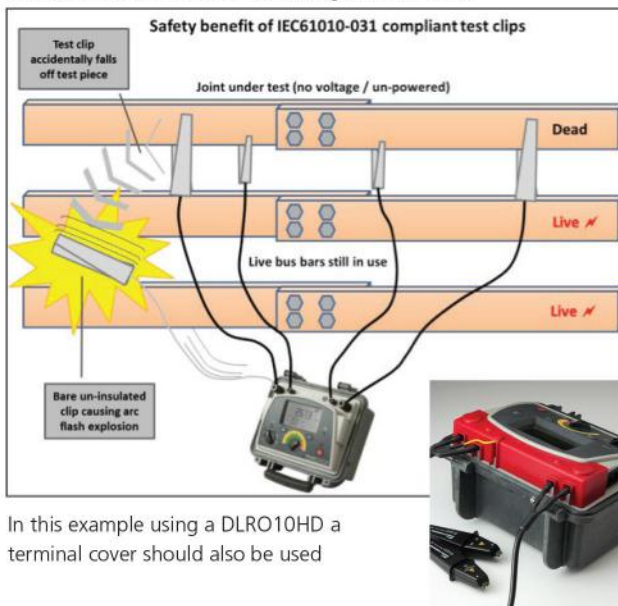 Safety benefit of IEC61010-031 compliant test clips
Test clip
accidentally falls
off test piece
Joint under test (no voltage / un-powered)
Dead
Live
Live bus bars still in use
Live
Bare un-insulated
clip causing arc
flash explosion
In this example using a DLRO10HD a
terminal cover should also be used